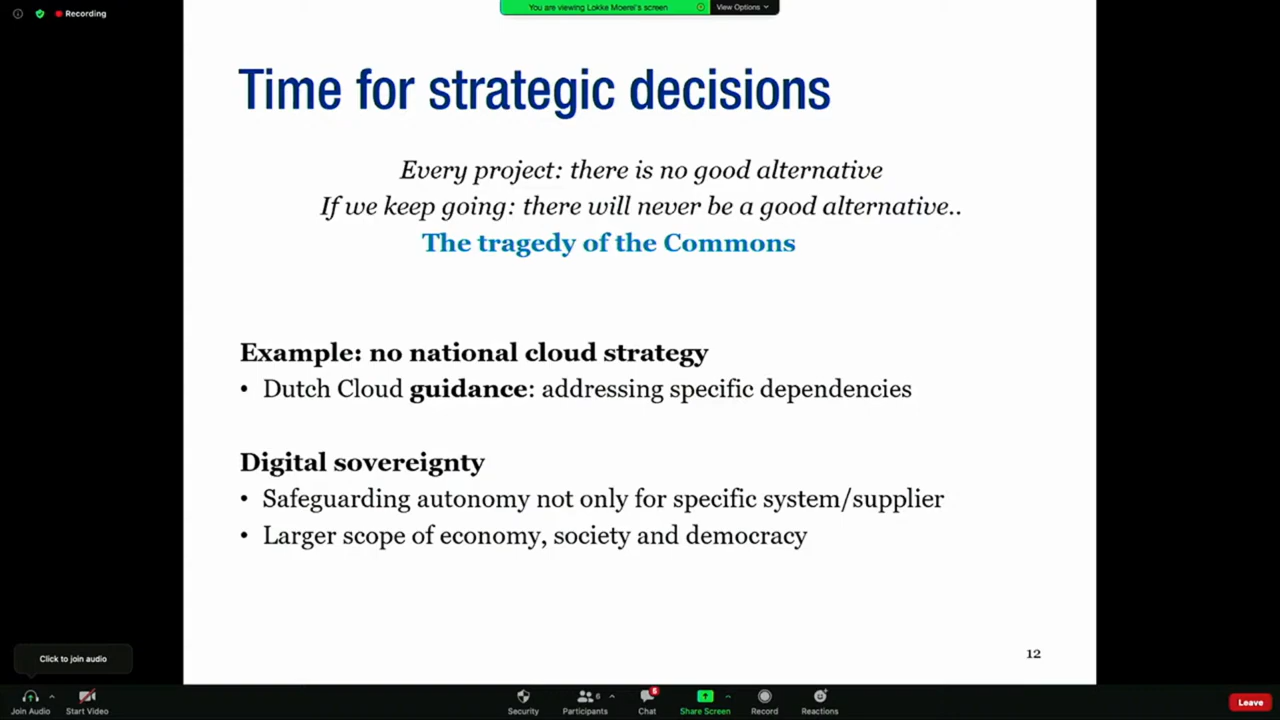 Recording
You are viewing Lokke Moerel's screen
View Options
Time for strategic decisions
Every project: there is no good alternative
If we keep going: there will never be a good alternative..
The tragedy of the Commons
Example: no national cloud strategy
• Dutch Cloud guidance: addressing specific dependencies
Digital sovereignty
• Safeguarding autonomy not only for specific system/supplier
• Larger scope of economy, society and democracy
12
Click to join audio
Join Audio
Start Video
Security
Participants
6
Chat
6
Share Screen
Record
Reactions
Leave